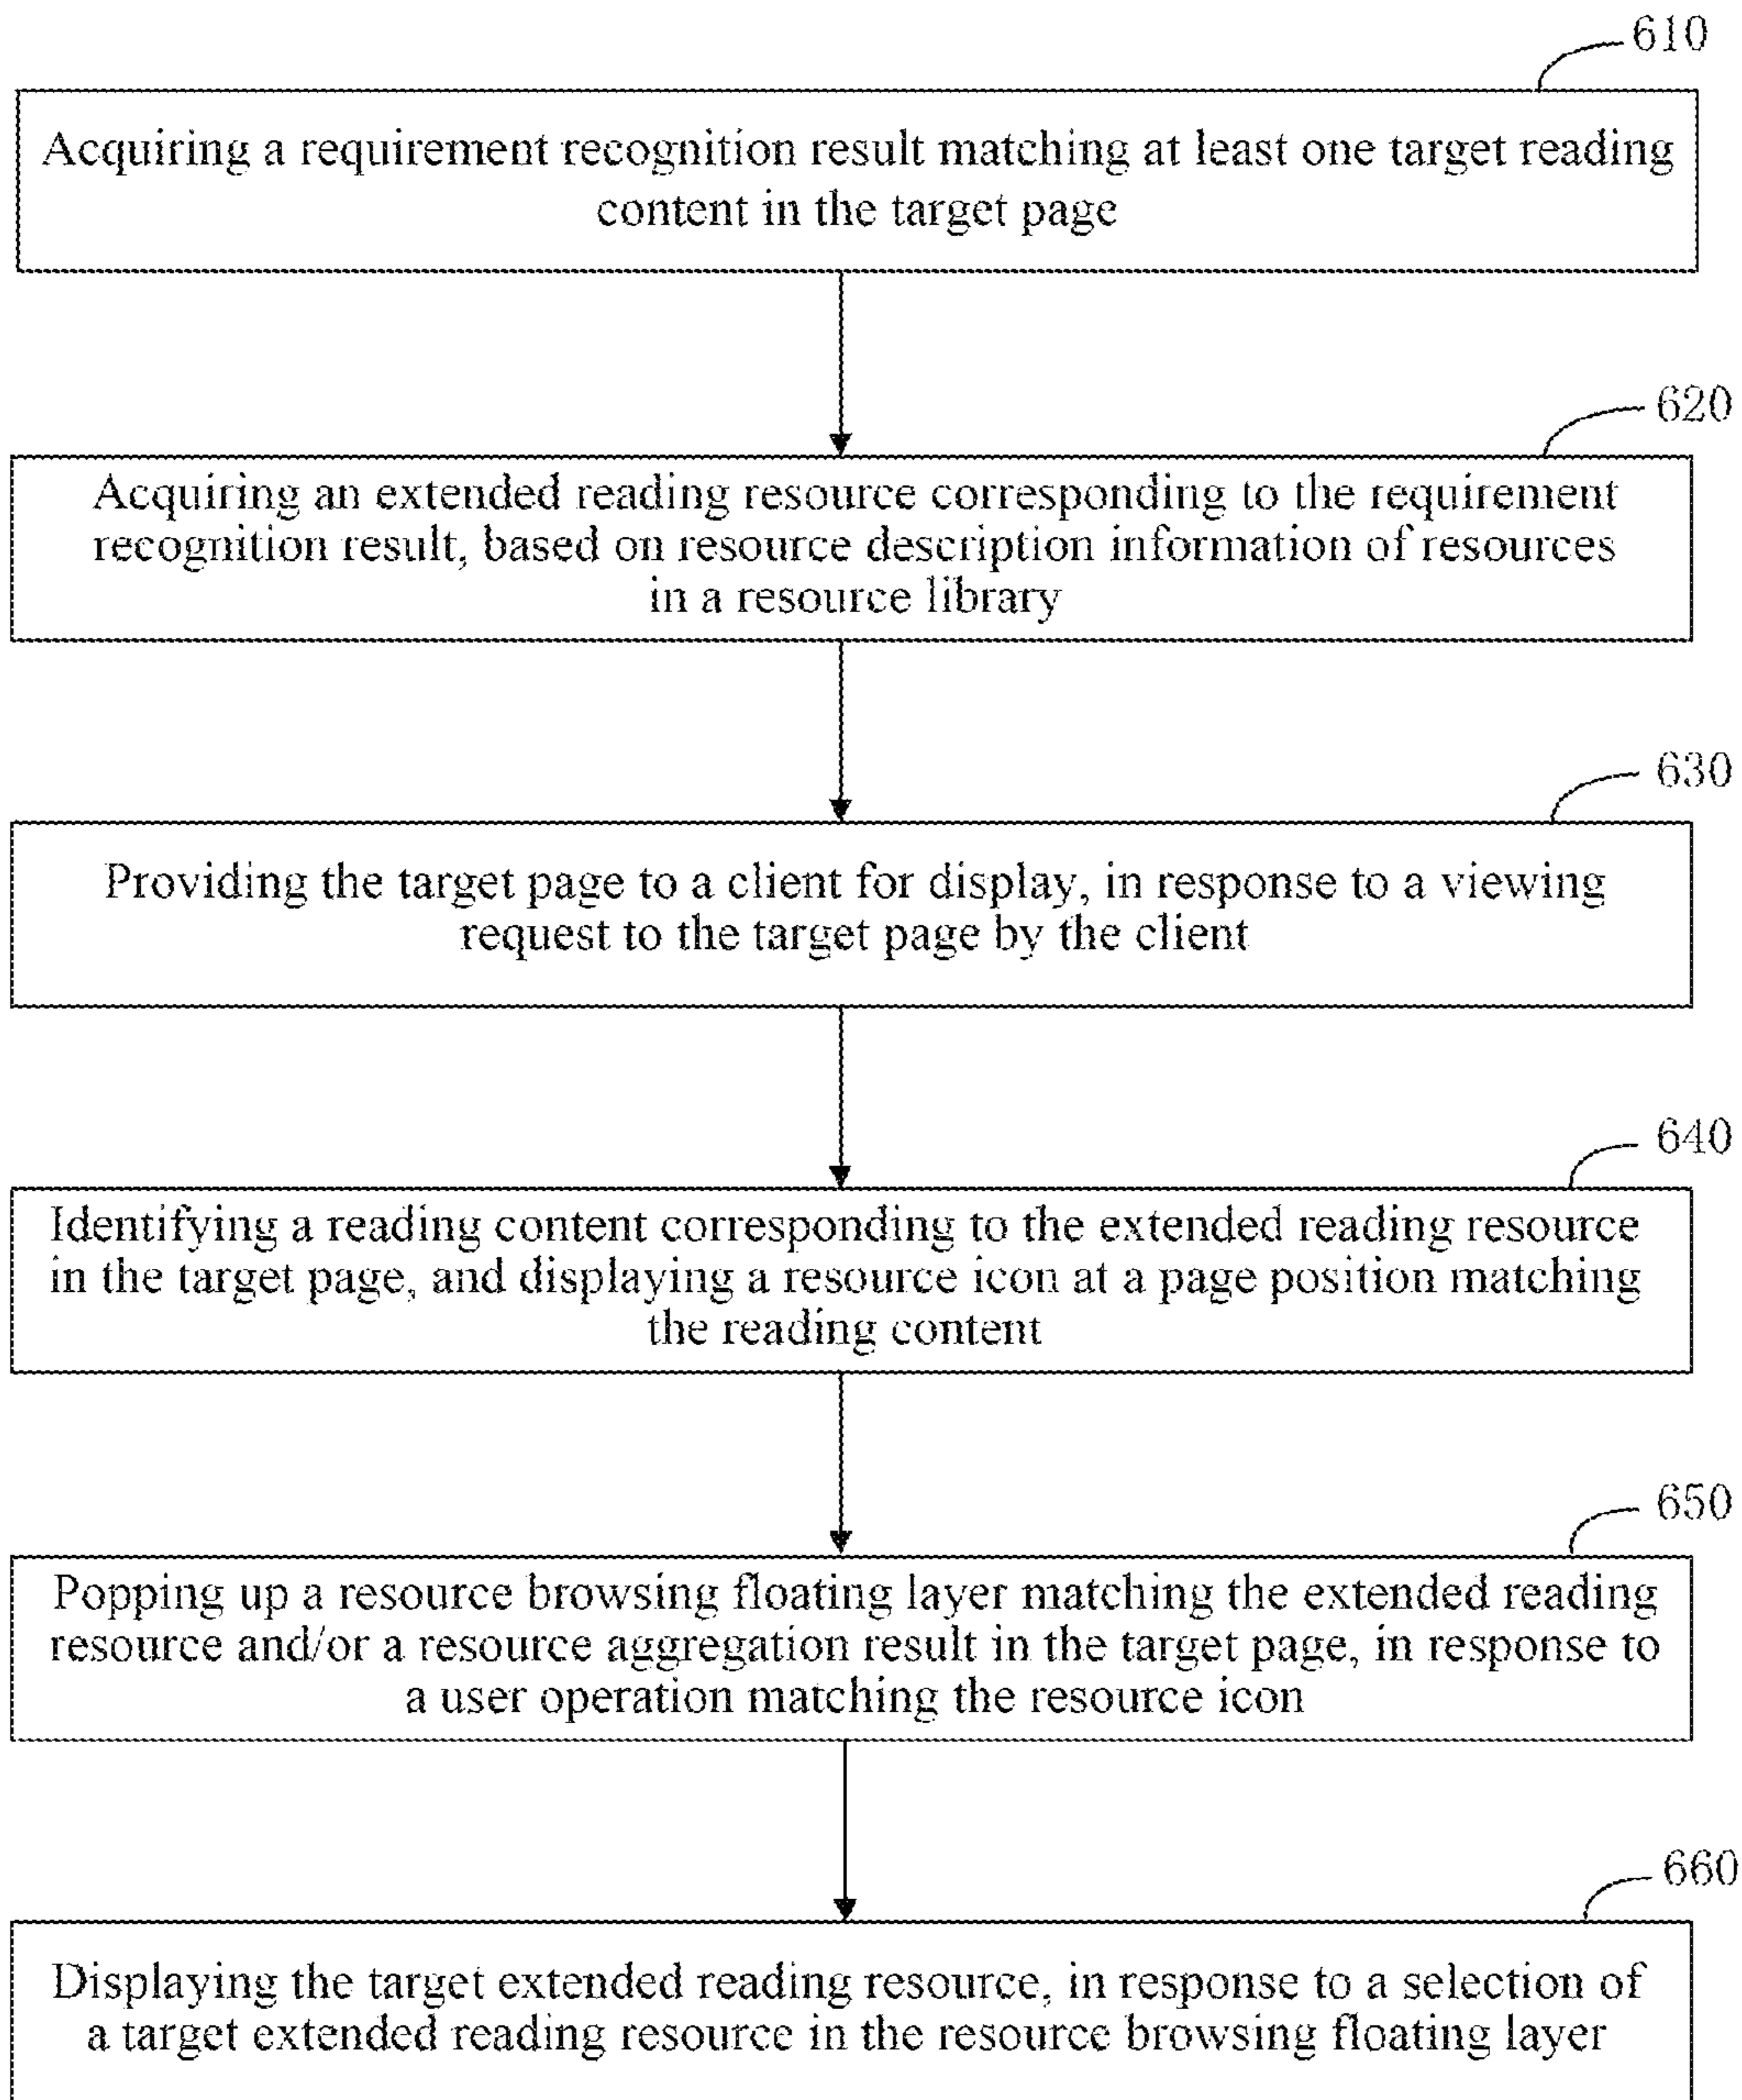 610
Acquiring a requirement recognition result matching at least one target reading
content in the target page
620
Acquiring an extended reading resource corresponding to the requirement
recognition result, based on resource description information of resources
in a resource library
630
Providing the target page to a client for display, in response to a viewing
request to the target page by the client
640
Identifying a reading content corresponding to the extended reading resource
in the target page, and displaying a resource icon at a page position matching
the reading content
650
Popping up a resource browsing floating layer matching the extended reading
resource and/or a resource aggregation result in the target page, in response to
a user operation matching the resource icon
660
Displaying the target extended reading resource, in response to a selection of
a target extended reading resource in the resource browsing floating layer